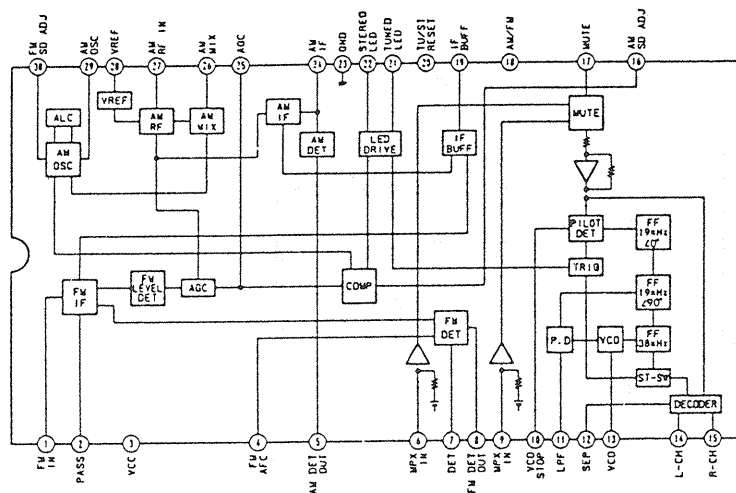 FM SD ADJ
AM OSC
VREF
AM RF IN
AM MIX
AGC
AM IF
GND
STEREO LED
TUNED LED
TU/ST RESET
IF BUFF
AM/FM
MUTE
AM SD ADJ
30
29
28
27
26
25
24
23
22
21
20
19
18
17
16
VREF
ALC
AM RF
AM MIX
AM OSC
AM IF
AM DET
LED DRIVE
IF BUFF
MUTE
PILOT DET
FF 19kHz ∠0°
TRIG
FM IF
FM LEVEL DET
AGC
COMP
FF 19kHz ∠90°
FM DET
P.D
VCO
FF 38kHz
ST-SW
DECODER
1
2
3
4
5
6
7
8
9
10
11
12
13
14
15
FM IN
PASS
VCC
FM AFC
AM DET OUT
MPX IN
DET
FM DET OUT
MPX IN
VCO STOP
LPF
SEP
VCO
L-CH
R-CH